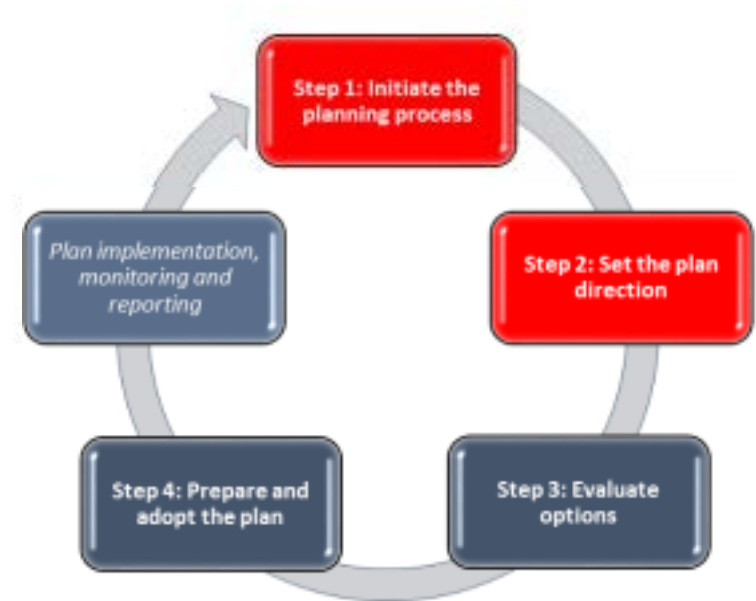 Step 1: Initiate the
planning process
Step 2: Set the plan
direction
Step 3: Evaluate
options
Step 4: Prepare and
adopt the plan
Plan implementation,
monitoring and
reporting